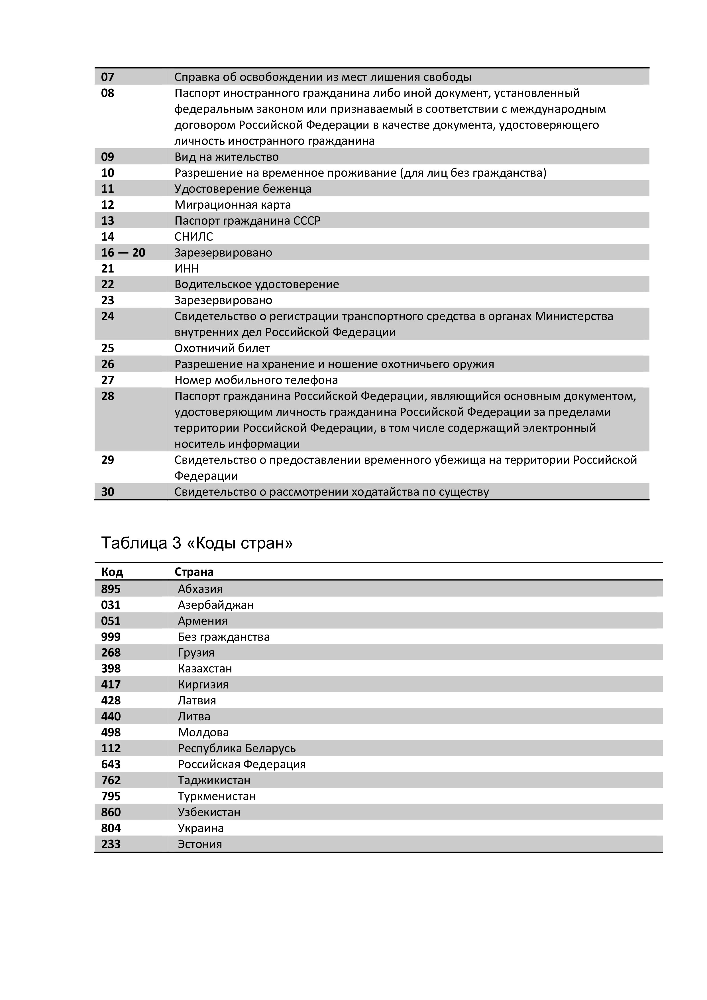 07 Справка об освобождении из мест лишения свободы
08 Паспорт иностранного гражданина либо иной документ, установленный
федеральным законом или признаваемый в соответствии с международным
договором Российской Федерации в качестве документа, удостоверяющего
личность иностранного гражданина
09 Вид на жительство
10 Разрешение на временное проживание (для лиц без гражданства)
11 Удостоверение беженца
12 Миграционная карта
13 Паспорт гражданина СССР
14 СНИЛС
16 — 20 Зарезервировано
21 ИНН
22 Водительское удостоверение
23 Зарезервировано
24 Свидетельство о регистрации транспортного средства в органах Министерства
внутренних дел Российской Федерации
25 Охотничий билет
26 Разрешение на хранение и ношение охотничьего оружия
27 Номер мобильного телефона
28 Паспорт гражданина Российской Федерации, являющийся основным документом,
удостоверяющим личность гражданина Российской Федерации за пределами
территории Российской Федерации, в том числе содержащий электронный
носитель информации
29 Свидетельство о предоставлении временного убежища на территории Российской
Федерации
30 Свидетельство о рассмотрении ходатайства по существу
Таблица 3 «Коды стран»
Код Страна
895 Абхазия
031 Азербайджан
051 Армения
999 Без гражданства
268 Грузия
398 Казахстан
417 Киргизия
428 Латвия
440 Литва
498 Молдова
112 Республика Беларусь
643 Российская Федерация
762 Таджикистан
795 Туркменистан
860 Узбекистан
804 Украина
233 Эстония